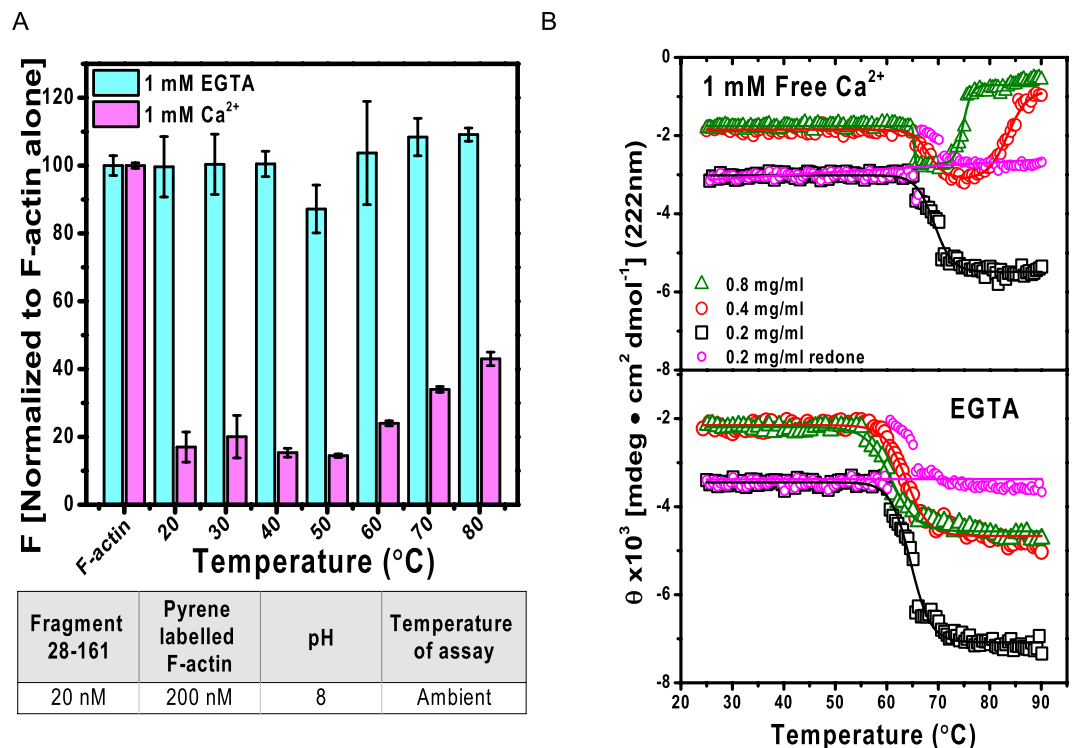 A
F [Normalized to F-actin alone]
120
100
80
60
40
20
0
1 mM EGTA
1 mM Ca²⁺
F-actin
20
30
40
50
60
70
80
Temperature (°C)
Fragment 28-161
Pyrene labelled F-actin
pH
Temperature of assay
20 nM
200 nM
8
Ambient
B
θ x10³ [mdeg ● cm² dmol⁻¹] (222nm)
0
-2
-4
-6
-8
1 mM Free Ca²⁺
0.8 mg/ml
0.4 mg/ml
0.2 mg/ml
0.2 mg/ml redone
-2
-4
-6
-8
EGTA
20
30
40
50
60
70
80
90
Temperature (°C)